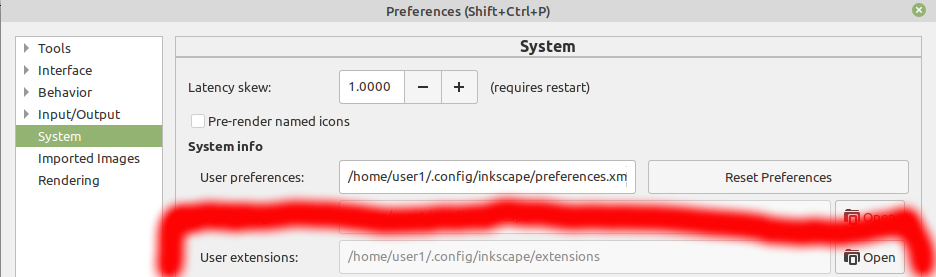 Preferences (Shift+Ctrl+P)
Tools
Interface
Behavior
Input/Output
System
Imported Images
Rendering
System
Latency skew: 1.0000 − + (requires restart)
Pre-render named icons
System info
User preferences: /home/user1/.config/inkscape/preferences.xm Reset Preferences
Open
User extensions: /home/user1/.config/inkscape/extensions Open